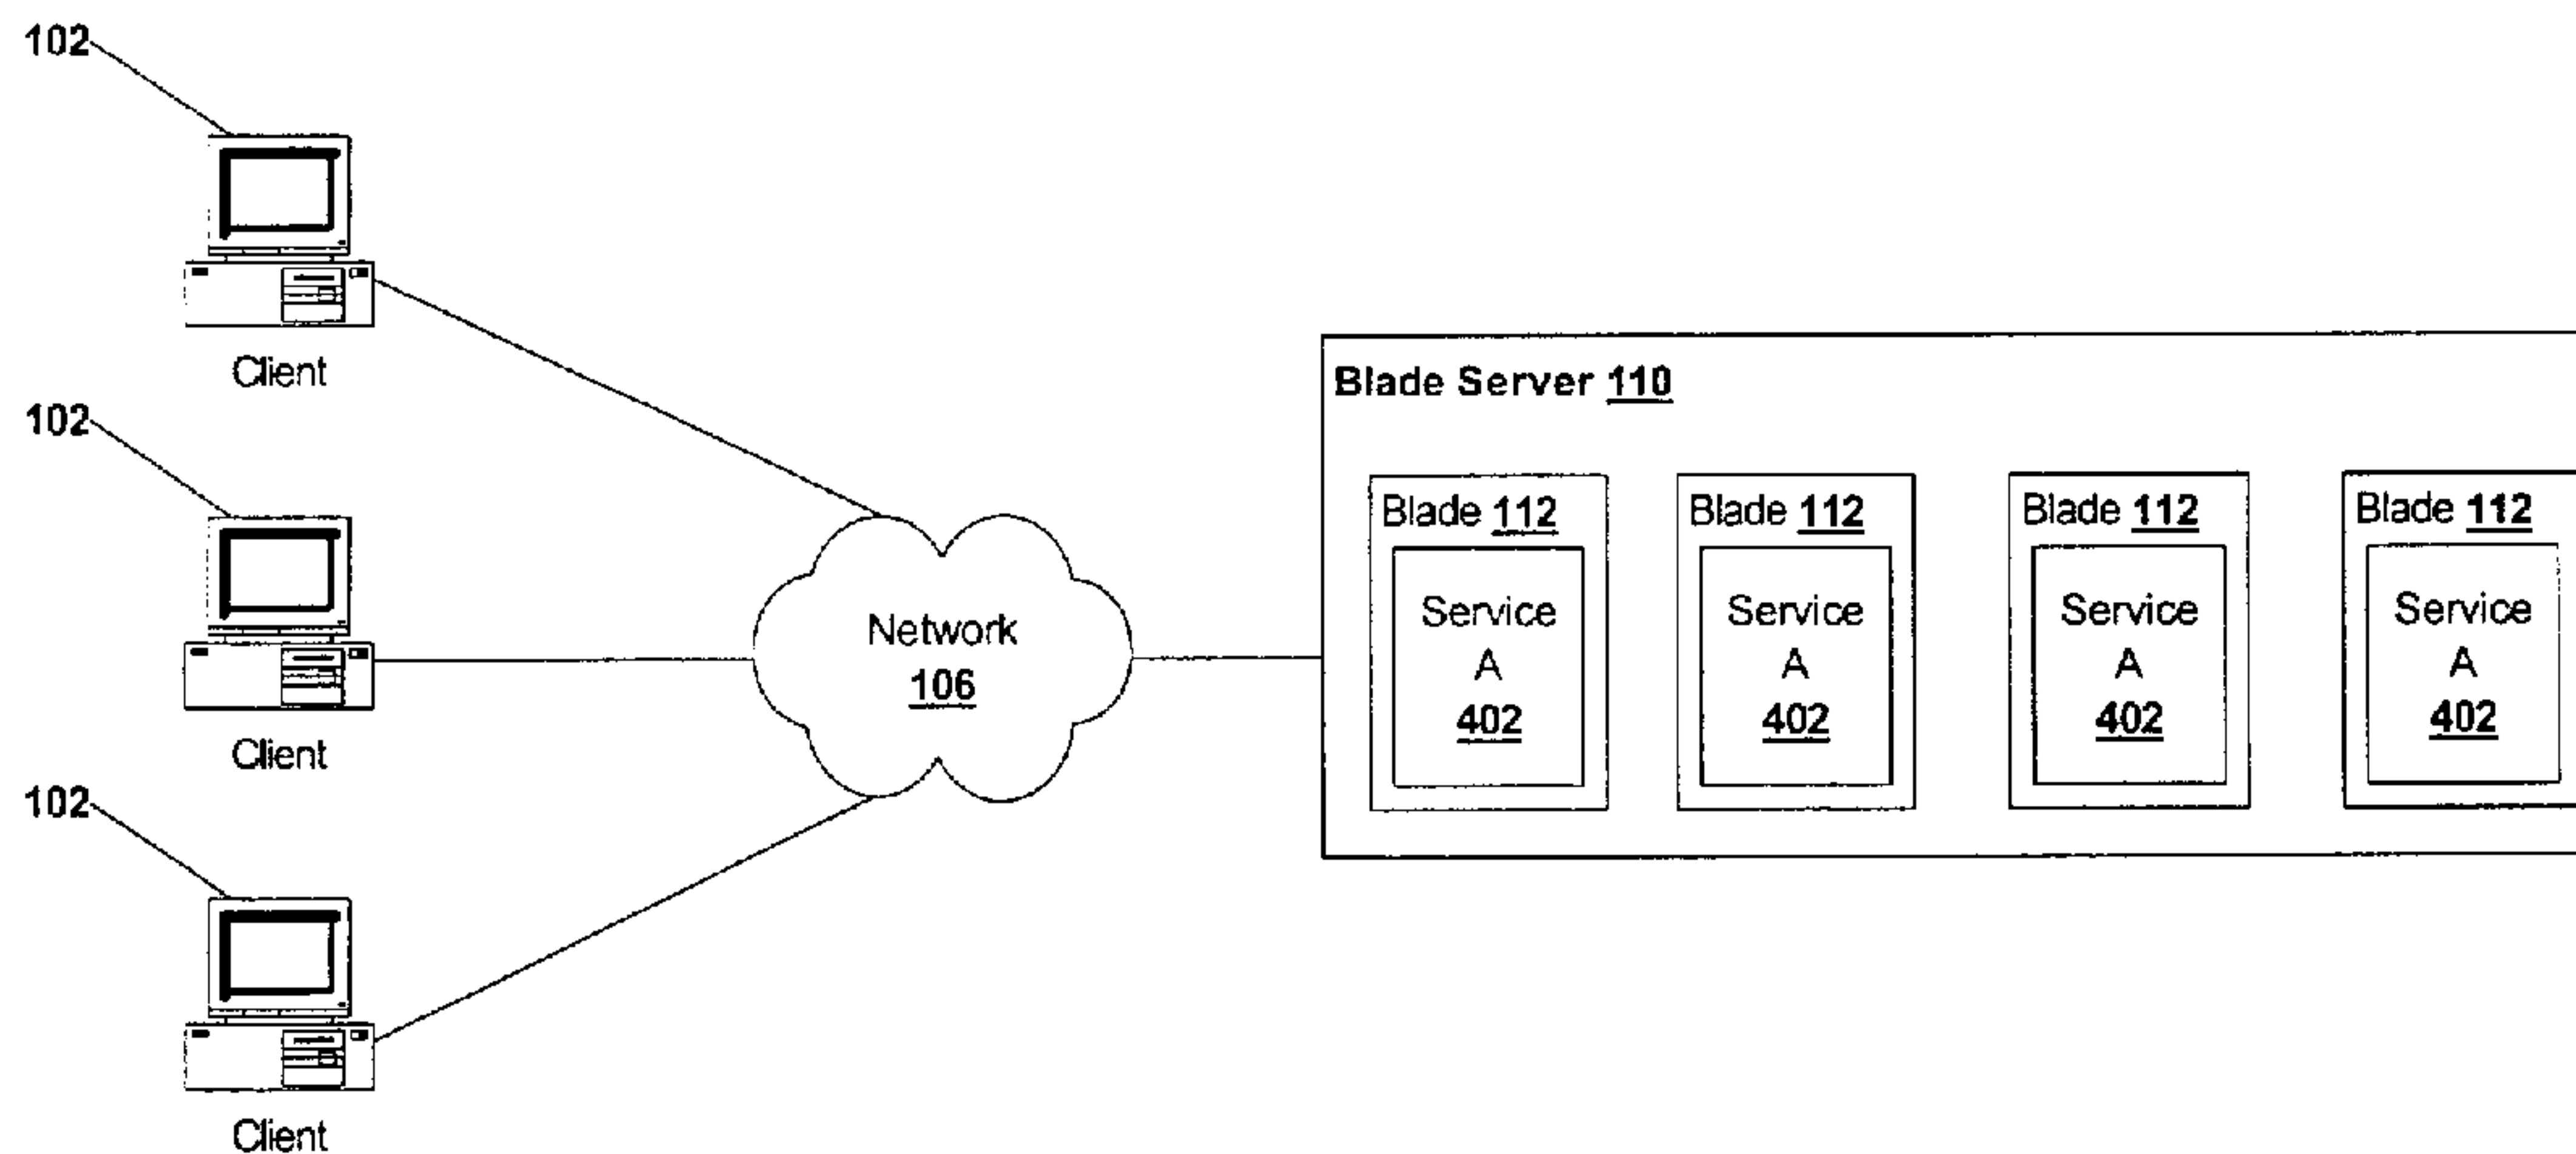 102
Client
102
Client
102
Client
Network
106
Blade Server 110
Blade 112
Service
A
402
Blade 112
Service
A
402
Blade 112
Service
A
402
Blade 112
Service
A
402